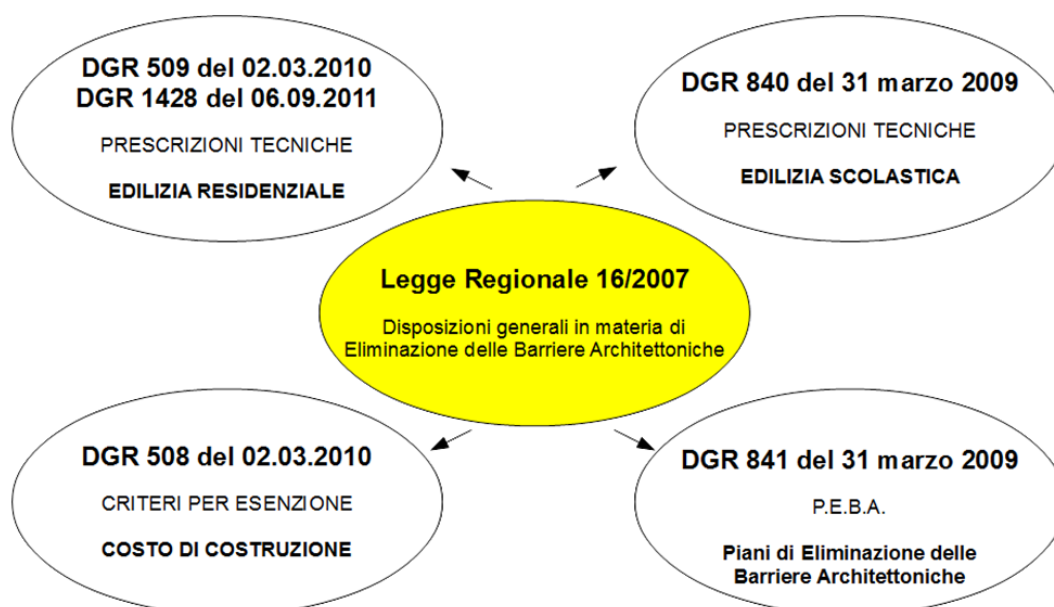 DGR 509 del 02.03.2010
DGR 1428 del 06.09.2011
PRESCRIZIONI TECNICHE
EDILIZIA RESIDENZIALE
DGR 840 del 31 marzo 2009
PRESCRIZIONI TECNICHE
EDILIZIA SCOLASTICA
Legge Regionale 16/2007
Disposizioni generali in materia di
Eliminazione delle Barriere Architettoniche
DGR 508 del 02.03.2010
CRITERI PER ESENZIONE
COSTO DI COSTRUZIONE
DGR 841 del 31 marzo 2009
P.E.B.A.
Piani di Eliminazione delle
Barriere Architettoniche